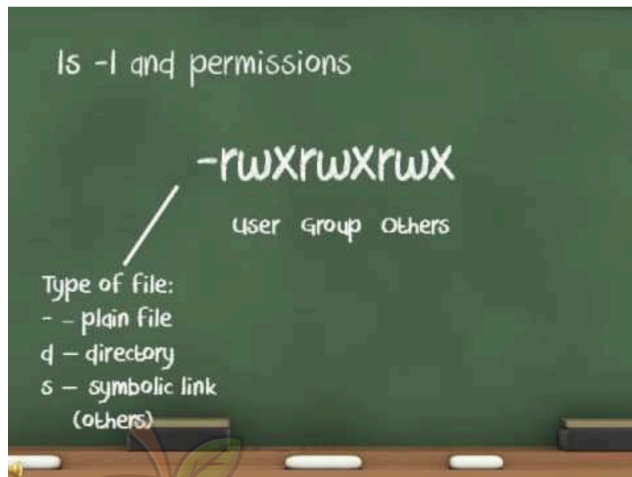 ls -l and permissions
-rwxrwxrwx
User Group Others
Type of file:
- – plain file
d – directory
s – symbolic link
(others)